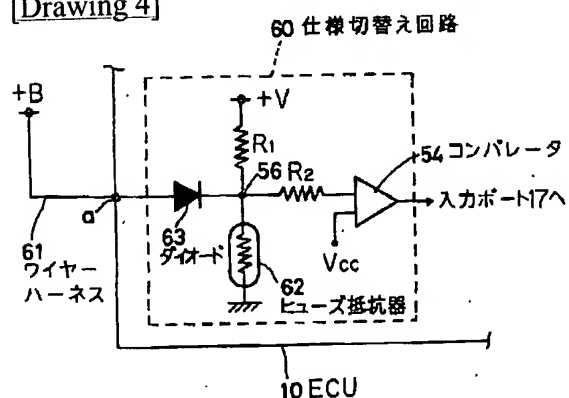 [Drawing 4]
60 仕様切替え回路
+B
+V
R1
56
R2
54 コンパレータ
入力ポート17へ
a
63
ダイオード
Vcc
61
ワイヤー
ハーネス
62
ヒューズ抵抗器
10 ECU